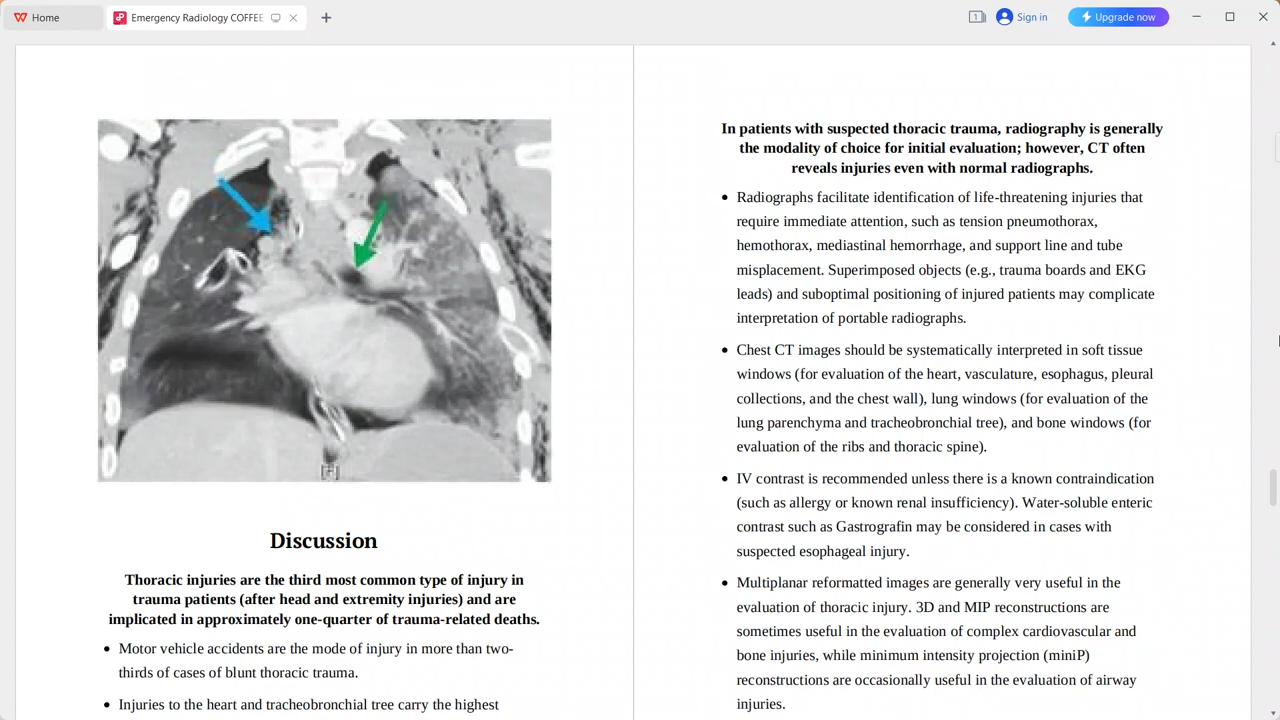 Home
Emergency Radiology COFFEE
1
Sign in
Upgrade now
[+]
Discussion
Thoracic injuries are the third most common type of injury in
trauma patients (after head and extremity injuries) and are
implicated in approximately one-quarter of trauma-related deaths.
• Motor vehicle accidents are the mode of injury in more than two-
thirds of cases of blunt thoracic trauma.
• Injuries to the heart and tracheobronchial tree carry the highest
In patients with suspected thoracic trauma, radiography is generally
the modality of choice for initial evaluation; however, CT often
reveals injuries even with normal radiographs.
• Radiographs facilitate identification of life-threatening injuries that
require immediate attention, such as tension pneumothorax,
hemothorax, mediastinal hemorrhage, and support line and tube
misplacement. Superimposed objects (e.g., trauma boards and EKG
leads) and suboptimal positioning of injured patients may complicate
interpretation of portable radiographs.
• Chest CT images should be systematically interpreted in soft tissue
windows (for evaluation of the heart, vasculature, esophagus, pleural
collections, and the chest wall), lung windows (for evaluation of the
lung parenchyma and tracheobronchial tree), and bone windows (for
evaluation of the ribs and thoracic spine).
• IV contrast is recommended unless there is a known contraindication
(such as allergy or known renal insufficiency). Water-soluble enteric
contrast such as Gastrografin may be considered in cases with
suspected esophageal injury.
• Multiplanar reformatted images are generally very useful in the
evaluation of thoracic injury. 3D and MIP reconstructions are
sometimes useful in the evaluation of complex cardiovascular and
bone injuries, while minimum intensity projection (miniP)
reconstructions are occasionally useful in the evaluation of airway
injuries.